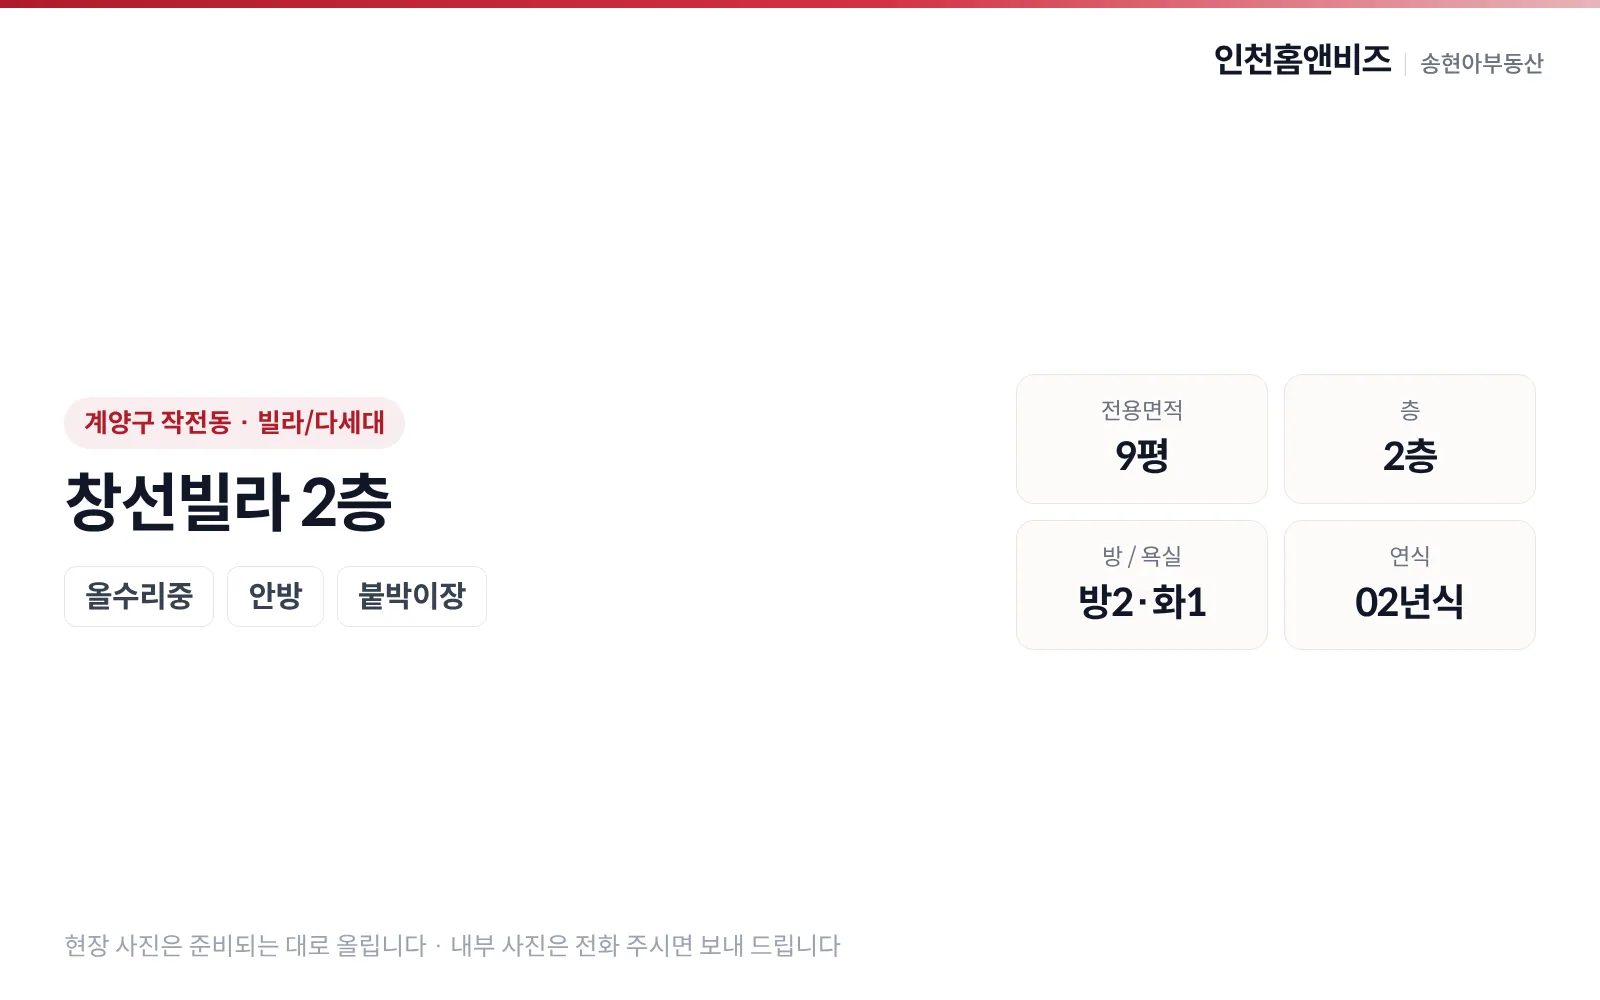 인천홈앤비즈 송현아부동산
계양구 작전동 · 빌라/다세대
창선빌라 2층
올수리중 안방 붙박이장
전용면적
9평
층
2층
방 / 욕실
방2·화1
연식
02년식
현장 사진은 준비되는 대로 올립니다 · 내부 사진은 전화 주시면 보내 드립니다